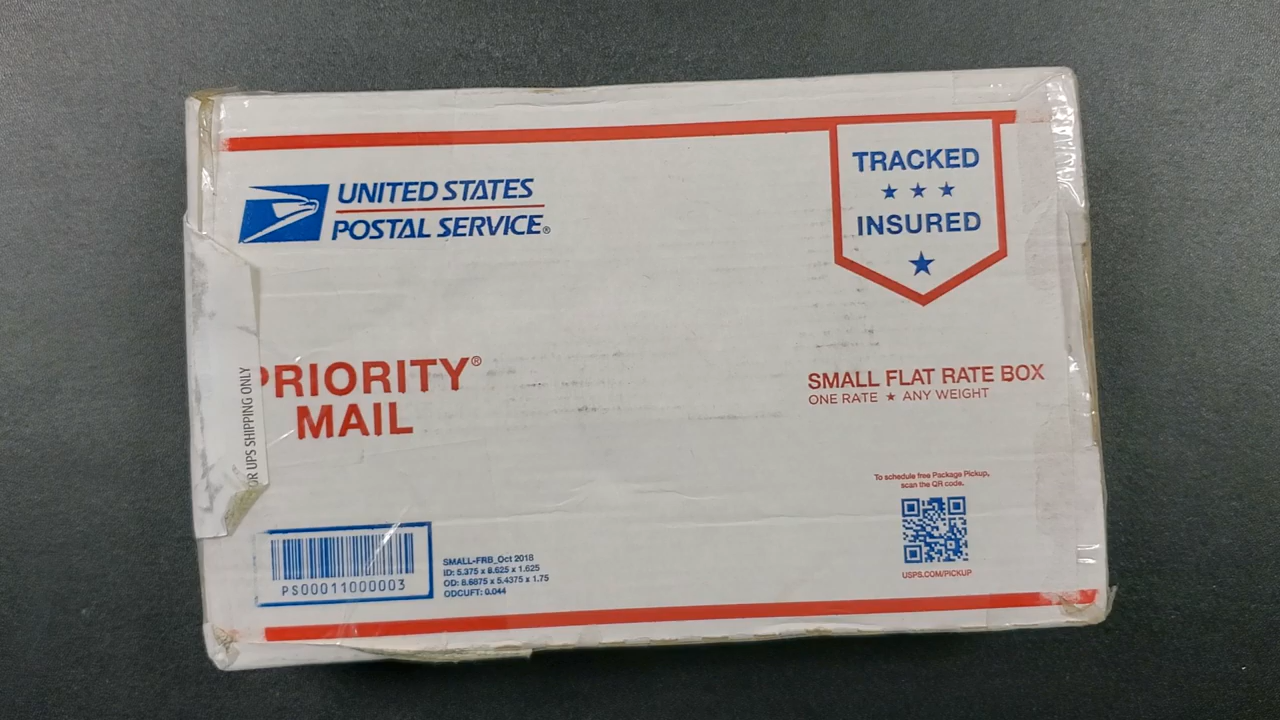 UNITED STATES
POSTAL SERVICE®
TRACKED
★ ★ ★
INSURED
★
PRIORITY®
MAIL
SMALL FLAT RATE BOX
ONE RATE ★ ANY WEIGHT
OR UPS SHIPPING ONLY
To schedule free Package Pickup,
scan the QR code.
USPS.COM/PICKUP
PS00011000003
SMALL-FRB_Oct 2018
ID: 5.375 x 8.625 x 1.625
OD: 8.6875 x 5.4375 x 1.75
ODCUFT: 0.044